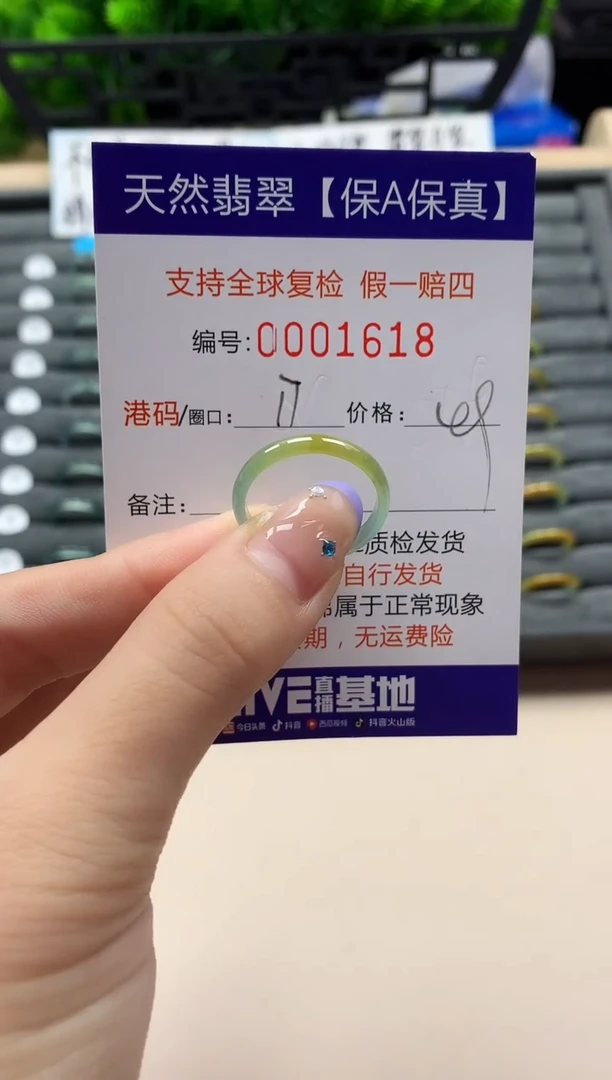 天然翡翠【保A保真】
支持全球复检 假一赔四
编号:0001618
港码/圈口: 17 价格:
备注:
质检发货
自行发货
属于正常现象
期，无运费险
IVE直播基地
今日头条 抖音 西瓜视频 抖音火山版